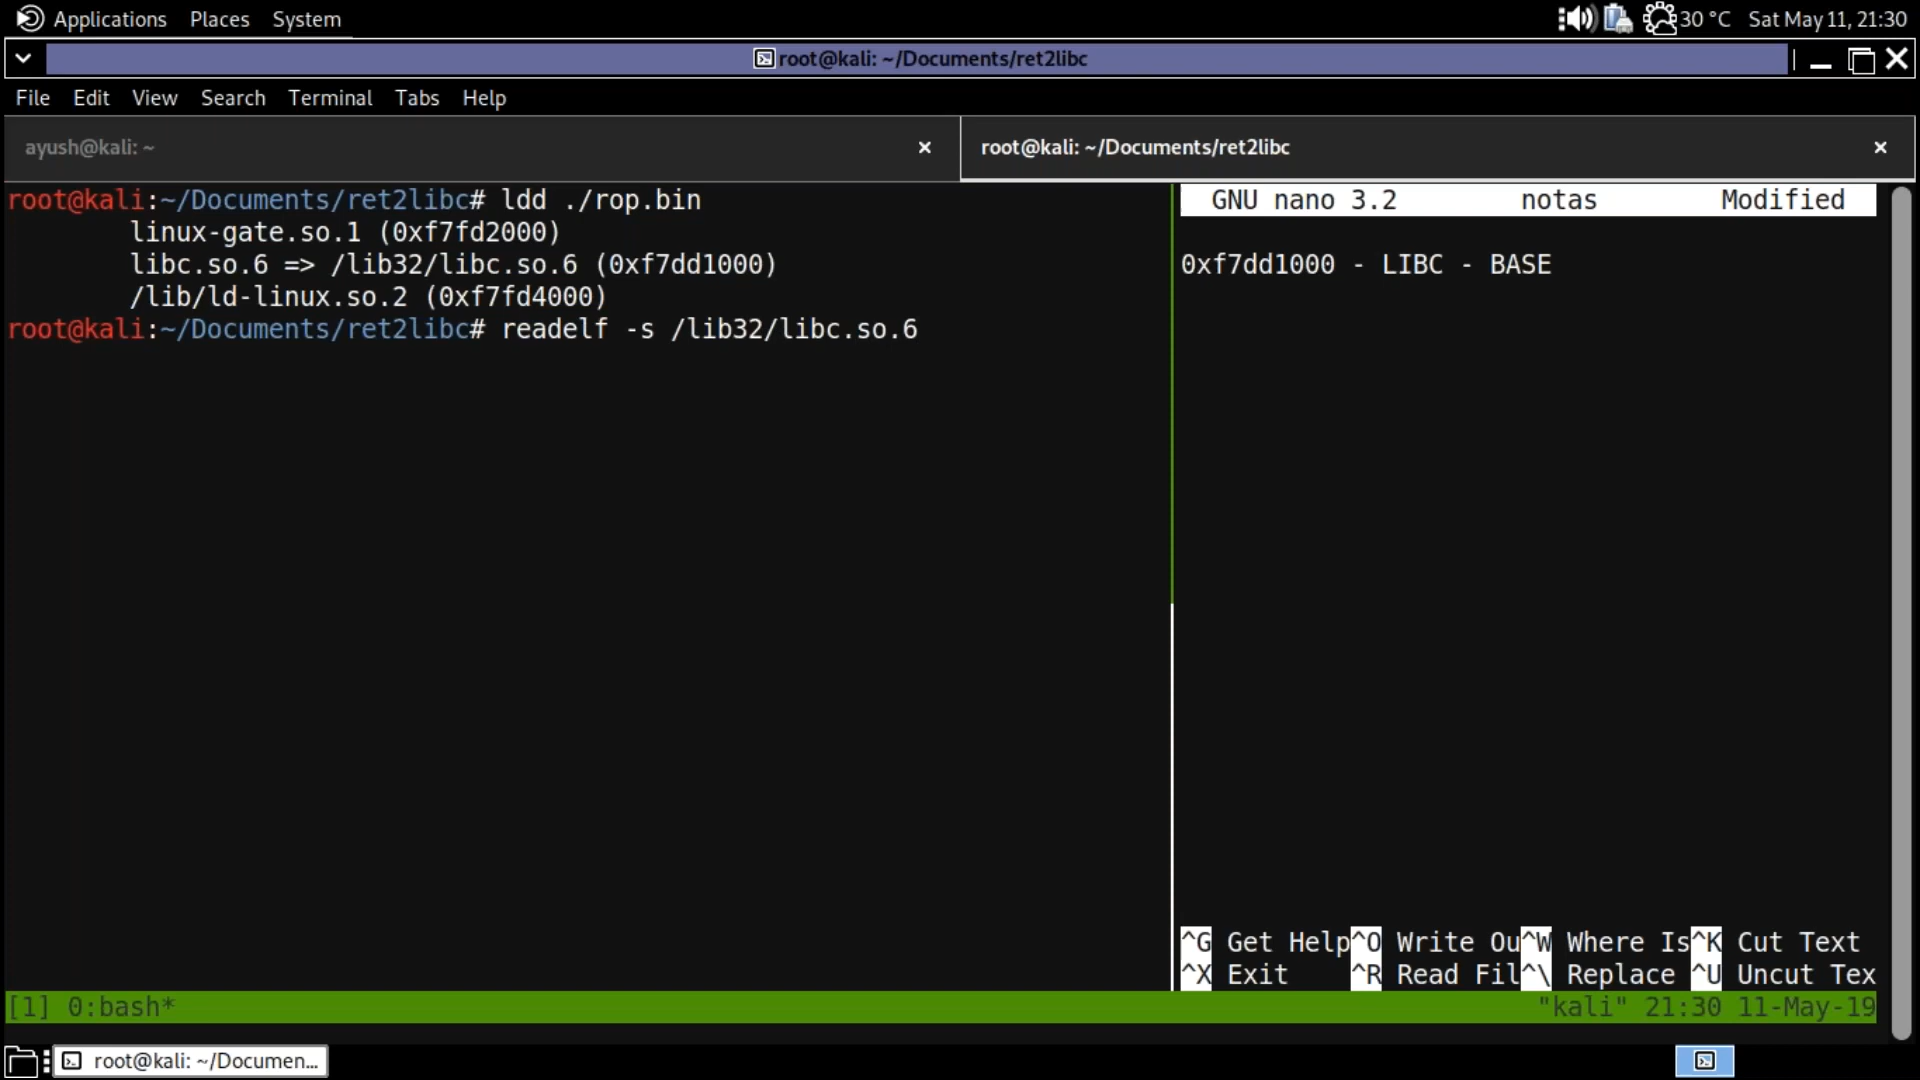 Applications Places System 30 °C Sat May 11, 21:30
root@kali: ~/Documents/ret2libc
File Edit View Search Terminal Tabs Help
ayush@kali: ~
root@kali: ~/Documents/ret2libc
root@kali:~/Documents/ret2libc# ldd ./rop.bin
linux-gate.so.1 (0xf7fd2000)
libc.so.6 => /lib32/libc.so.6 (0xf7dd1000)
/lib/ld-linux.so.2 (0xf7fd4000)
root@kali:~/Documents/ret2libc# readelf -s /lib32/libc.so.6
GNU nano 3.2 notas Modified
0xf7dd1000 - LIBC - BASE
^G Get Help^O Write Ou^W Where Is^K Cut Text
^X Exit ^R Read Fil^\ Replace ^U Uncut Tex
[1] 0:bash* "kali" 21:30 11-May-19
root@kali: ~/Documen...